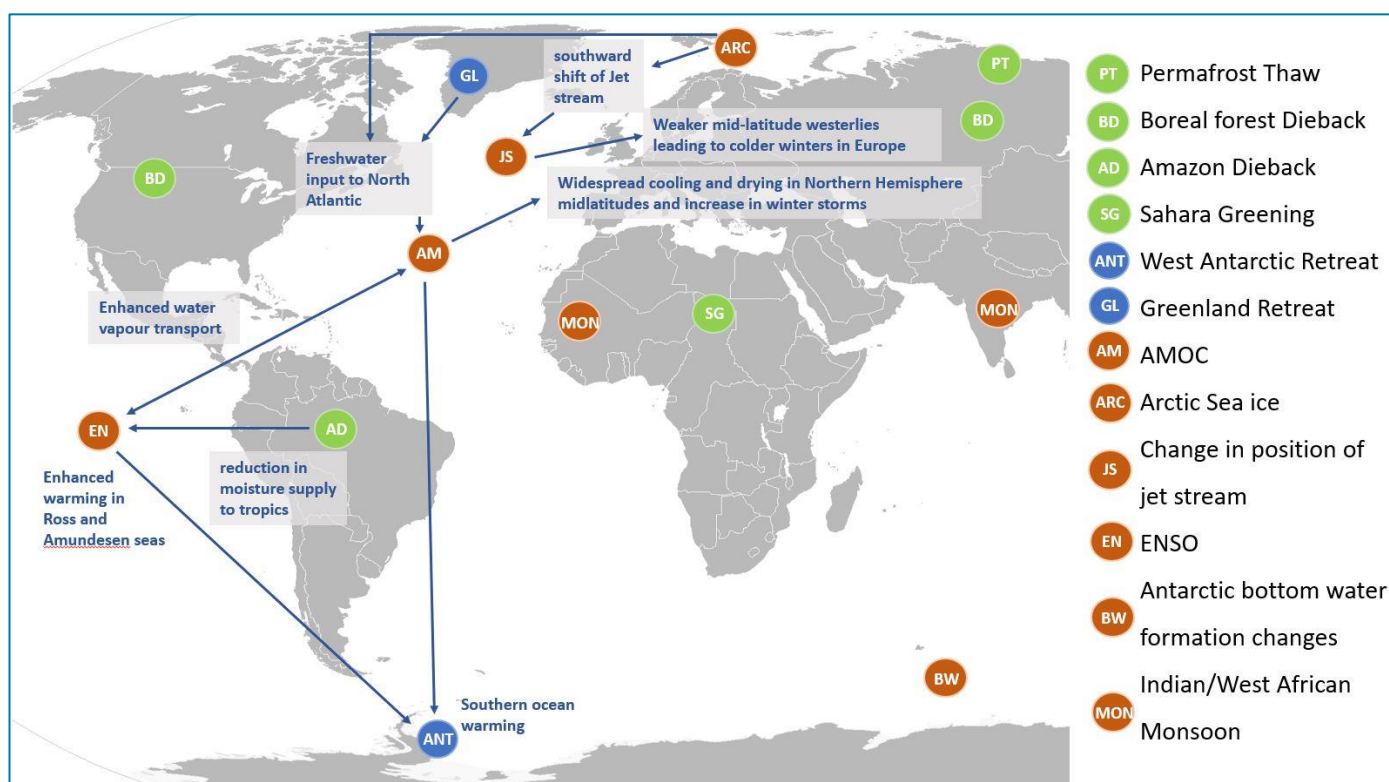 ARC
southward
shift of Jet
stream
GL
PT
BD
Weaker mid-latitude westerlies
leading to colder winters in Europe
JS
Freshwater
input to North
Atlantic
BD
Widespread cooling and drying in Northern Hemisphere
midlatitudes and increase in winter storms
AM
Enhanced water
vapour transport
MON
SG
MON
EN
AD
Enhanced
warming in
Ross and
Amundesen seas
reduction in
moisture supply
to tropics
BW
Southern ocean
warming
ANT
PT Permafrost Thaw
BD Boreal forest Dieback
AD Amazon Dieback
SG Sahara Greening
ANT West Antarctic Retreat
GL Greenland Retreat
AM AMOC
ARC Arctic Sea ice
JS Change in position of
jet stream
EN ENSO
BW Antarctic bottom water
formation changes
MON Indian/West African
Monsoon